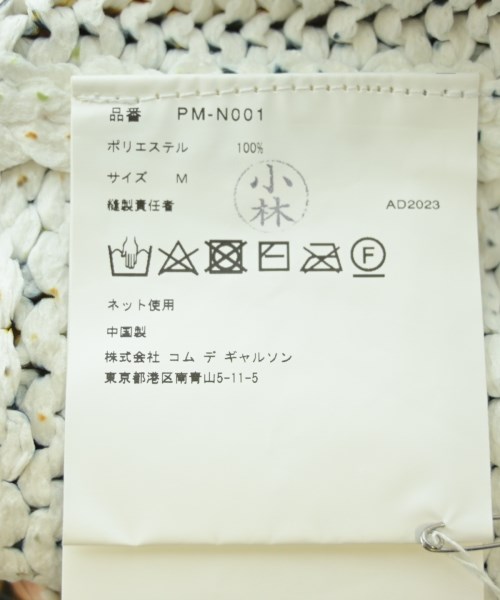 品番 PM-N001
ポリエステル 100%
サイズ M
縫製責任者 小林 AD2023
F
ネット使用
中国製
株式会社 コム デ ギャルソン
東京都港区南青山5-11-5